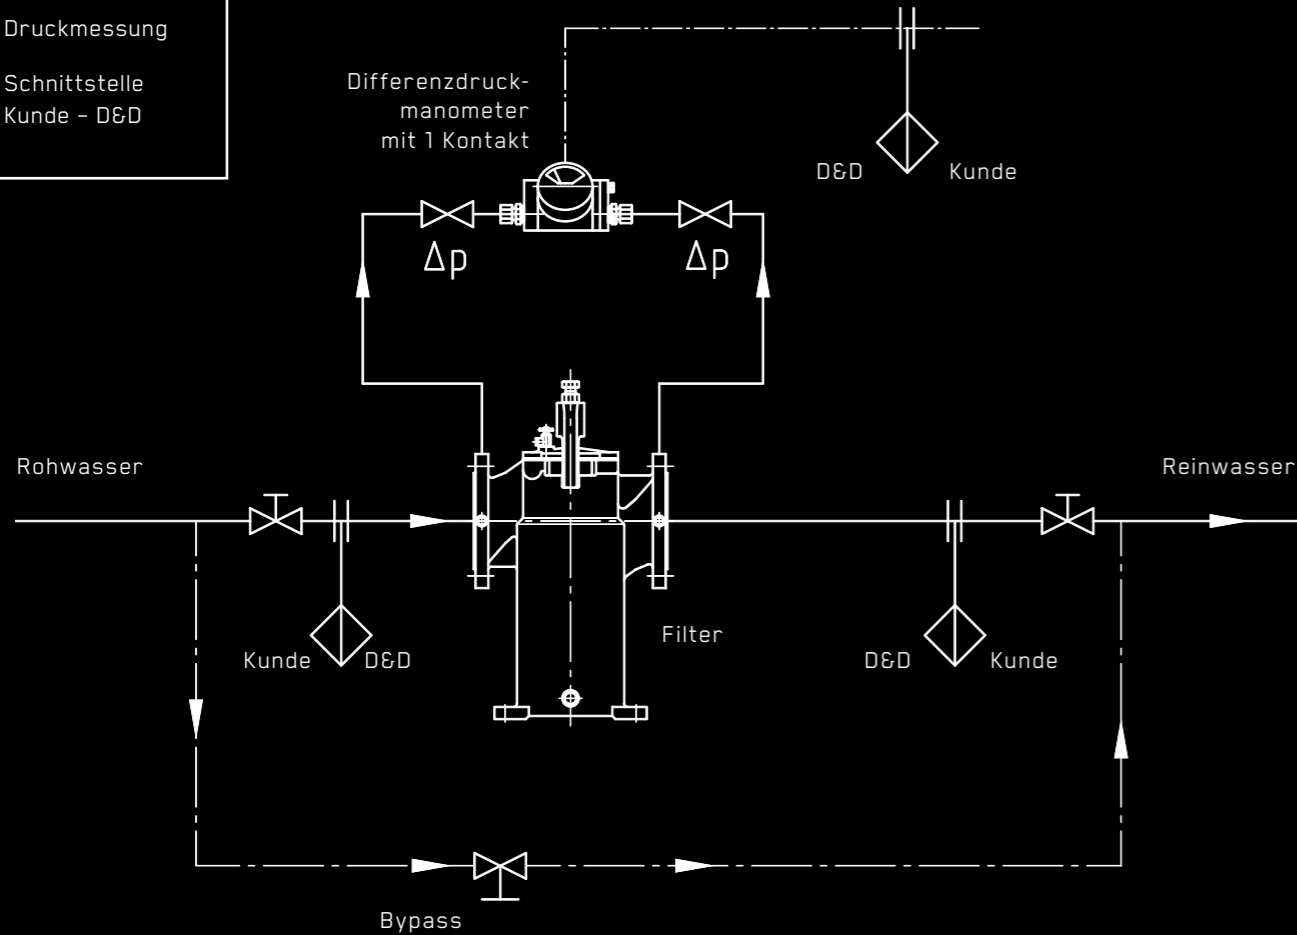 Druckmessung
Schnittstelle
Kunde - D&D
Differenzdruck-
manometer
mit 1 Kontakt
D&D
Kunde
Δp
Δp
Rohwasser
Reinwasser
Kunde
D&D
Filter
D&D
Kunde
Bypass